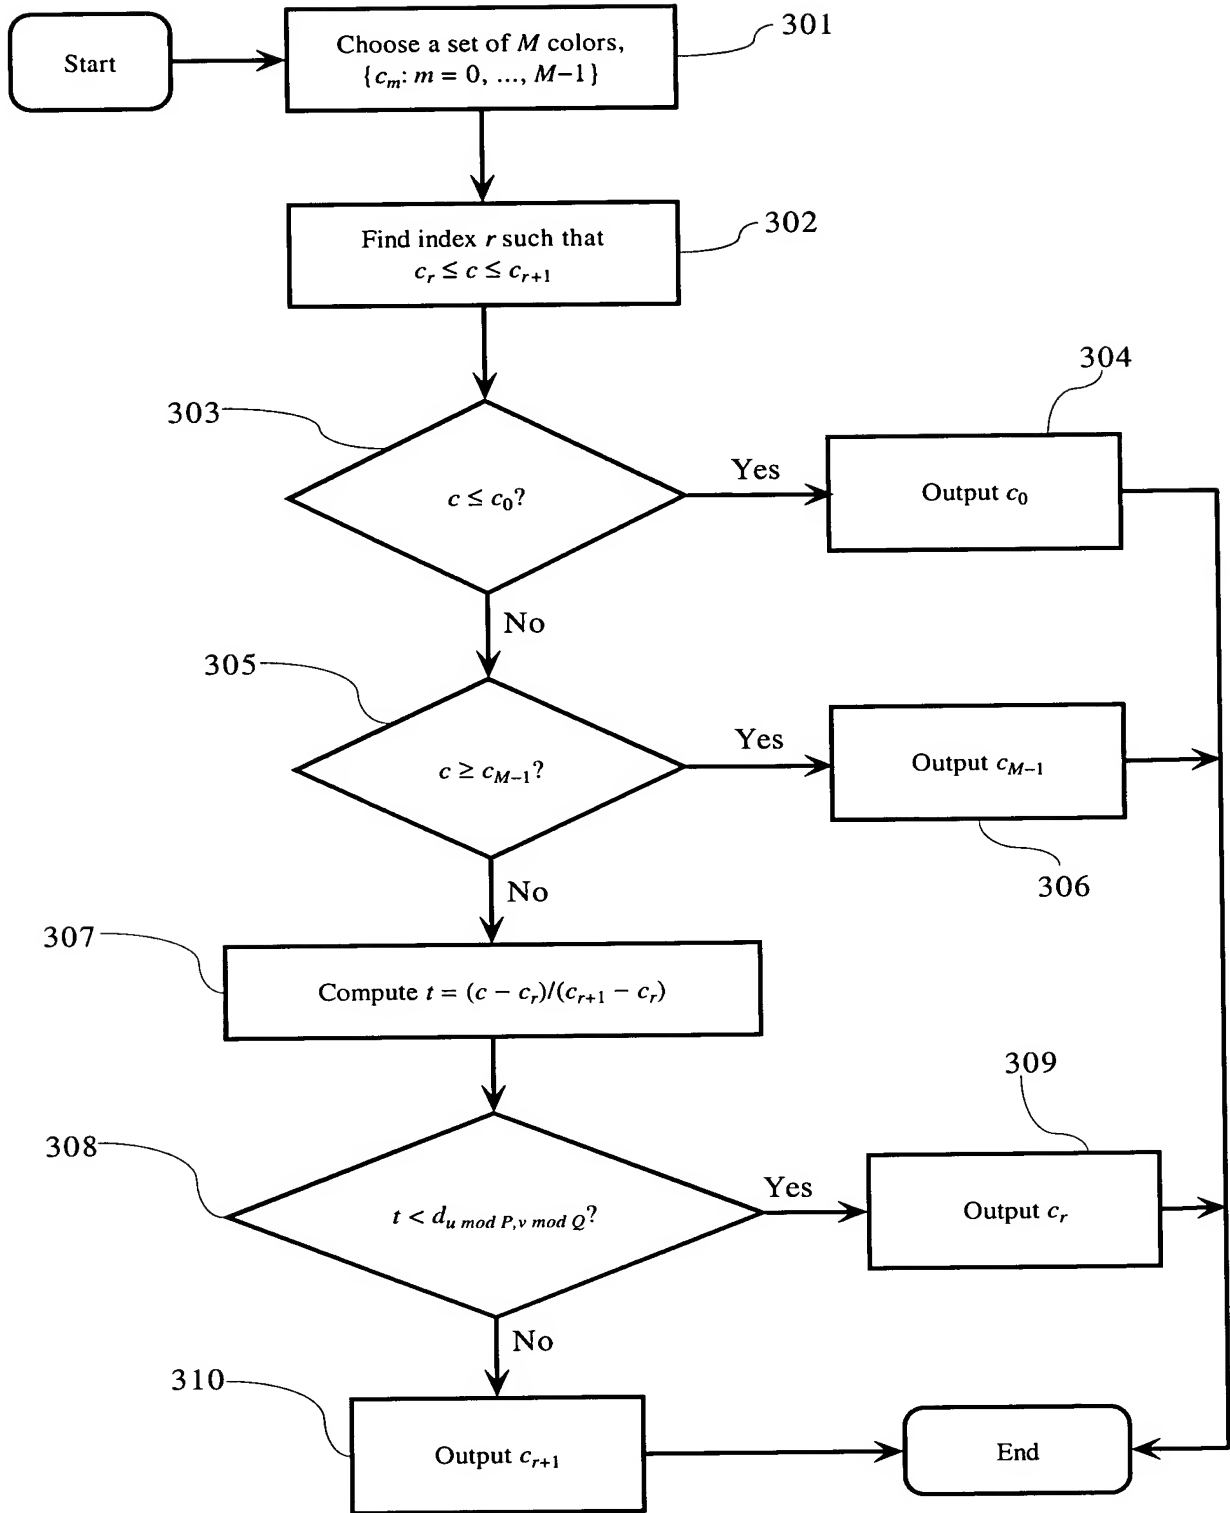 Start
Choose a set of M colors,
{c_m: m = 0, ..., M−1}
301
Find index r such that
c_r ≤ c ≤ c_{r+1}
302
303
c ≤ c_0?
Yes
304
Output c_0
No
305
c ≥ c_{M−1}?
Yes
Output c_{M−1}
306
No
307
Compute t = (c − c_r)/(c_{r+1} − c_r)
308
t < d_{u mod P,v mod Q}?
Yes
309
Output c_r
No
310
Output c_{r+1}
End